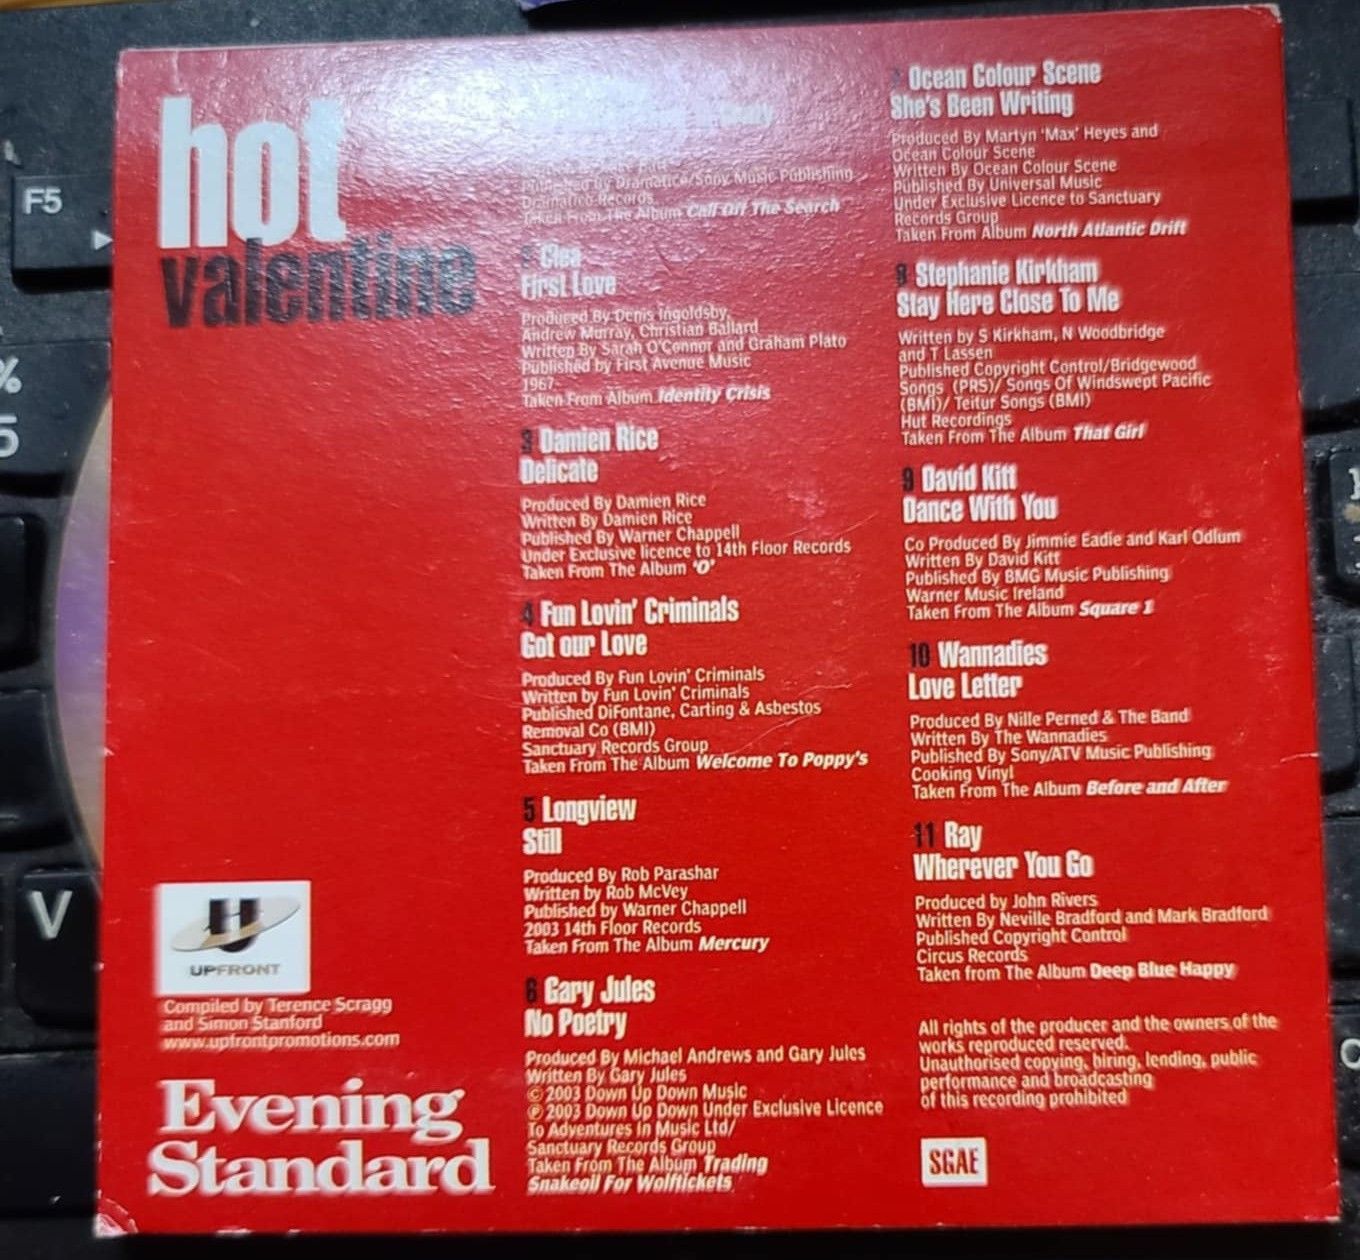 hot
valentine
Published By Dramatico/Sony Music Publishing
Dramatico Records
Taken From The Album Call Off The Search
Clea
First Love
Produced By Denis Ingoldsby,
Andrew Murray, Christian Ballard
Written By Sarah O'Connor and Graham Plato
Published by First Avenue Music
1967
Taken From Album Identity Crisis
3 Damien Rice
Delicate
Produced By Damien Rice
Written By Damien Rice
Published By Warner Chappell
Under Exclusive licence to 14th Floor Records
Taken From The Album 'O'
4 Fun Lovin' Criminals
Got our Love
Produced By Fun Lovin' Criminals
Written by Fun Lovin' Criminals
Published DiFontane, Carting & Asbestos
Removal Co (BMI)
Sanctuary Records Group
Taken From The Album Welcome To Poppy's
5 Longview
Still
Produced By Rob Parashar
Written by Rob McVey
Published by Warner Chappell
2003 14th Floor Records
Taken From The Album Mercury
6 Gary Jules
No Poetry
Produced By Michael Andrews and Gary Jules
Written By Gary Jules
© 2003 Down Up Down Music
℗ 2003 Down Up Down Under Exclusive Licence
To Adventures In Music Ltd/
Sanctuary Records Group
Taken From The Album Trading
Snakeoil For Wolftickets
7 Ocean Colour Scene
She's Been Writing
Produced By Martyn 'Max' Heyes and
Ocean Colour Scene
Written By Ocean Colour Scene
Published By Universal Music
Under Exclusive Licence to Sanctuary
Records Group
Taken From Album North Atlantic Drift
8 Stephanie Kirkham
Stay Here Close To Me
Written by S Kirkham, N Woodbridge
and T Lassen
Published Copyright Control/Bridgewood
Songs (PRS)/ Songs Of Windswept Pacific
(BMI)/ Teitur Songs (BMI)
Hut Recordings
Taken From The Album That Girl
9 David Kitt
Dance With You
Co Produced By Jimmie Eadie and Karl Odlum
Written By David Kitt
Published By BMG Music Publishing
Warner Music Ireland
Taken From The Album Square 1
10 Wannadies
Love Letter
Produced By Nille Perned & The Band
Written By The Wannadies
Published By Sony/ATV Music Publishing
Cooking Vinyl
Taken From The Album Before and After
11 Ray
Wherever You Go
Produced by John Rivers
Written By Neville Bradford and Mark Bradford
Published Copyright Control
Circus Records
Taken from The Album Deep Blue Happy
All rights of the producer and the owners of the
works reproduced reserved.
Unauthorised copying, hiring, lending, public
performance and broadcasting
of this recording prohibited
SGAE
U
UPFRONT
Compiled by Terence Scragg
and Simon Stanford
www.upfrontpromotions.com
Evening
Standard
F5
%
5
V